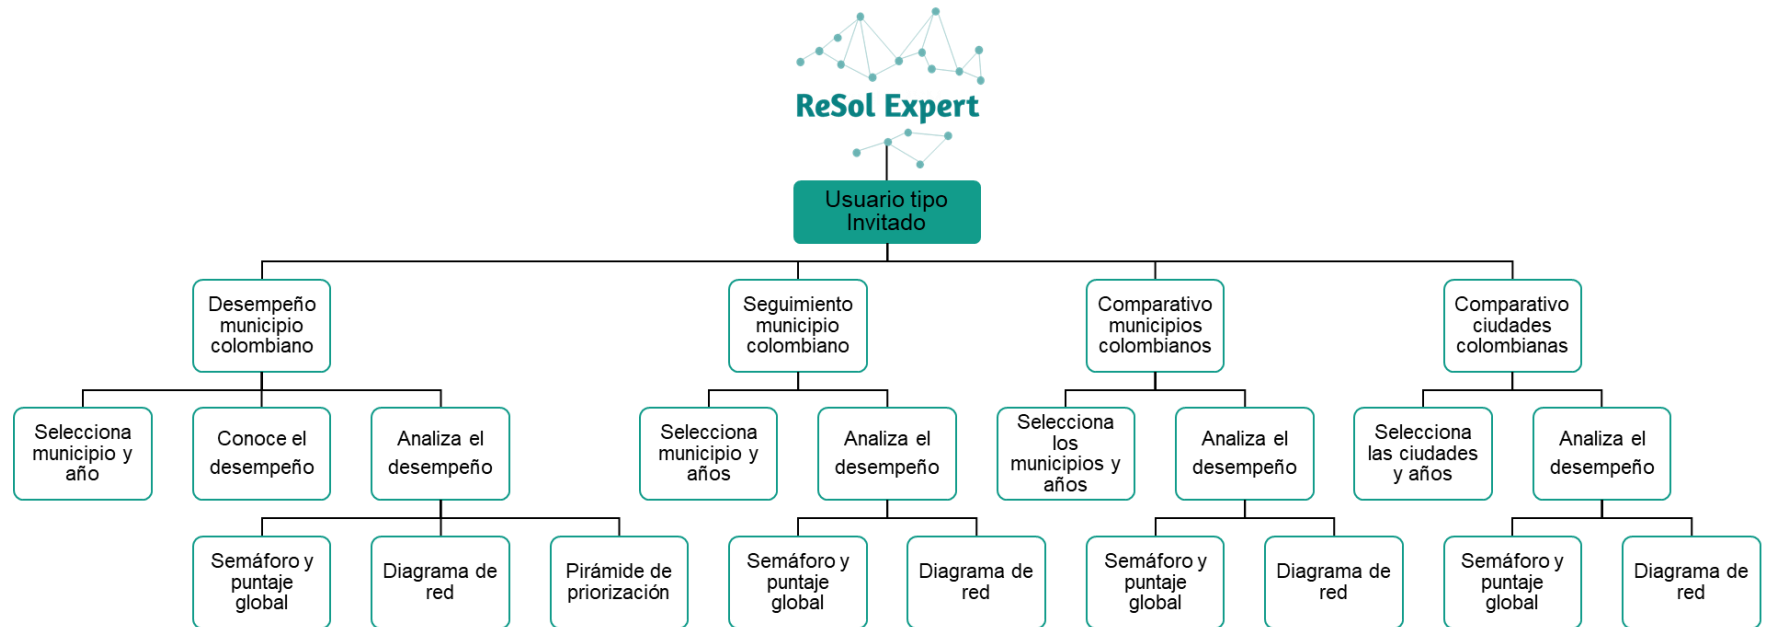 ReSol Expert
Usuario tipo
Invitado
Desempeño
municipio
colombiano
Seguimiento
municipio
colombiano
Comparativo
municipios
colombianos
Comparativo
ciudades
colombianas
Selecciona
municipio y
año
Conoce el
desempeño
Analiza el
desempeño
Selecciona
municipio y
años
Analiza el
desempeño
Selecciona
los
municipios y
años
Analiza el
desempeño
Selecciona
las ciudades
y años
Analiza el
desempeño
Semáforo y
puntaje
global
Diagrama de
red
Pirámide de
priorización
Semáforo y
puntaje
global
Diagrama de
red
Semáforo y
puntaje
global
Diagrama de
red
Semáforo y
puntaje
global
Diagrama de
red